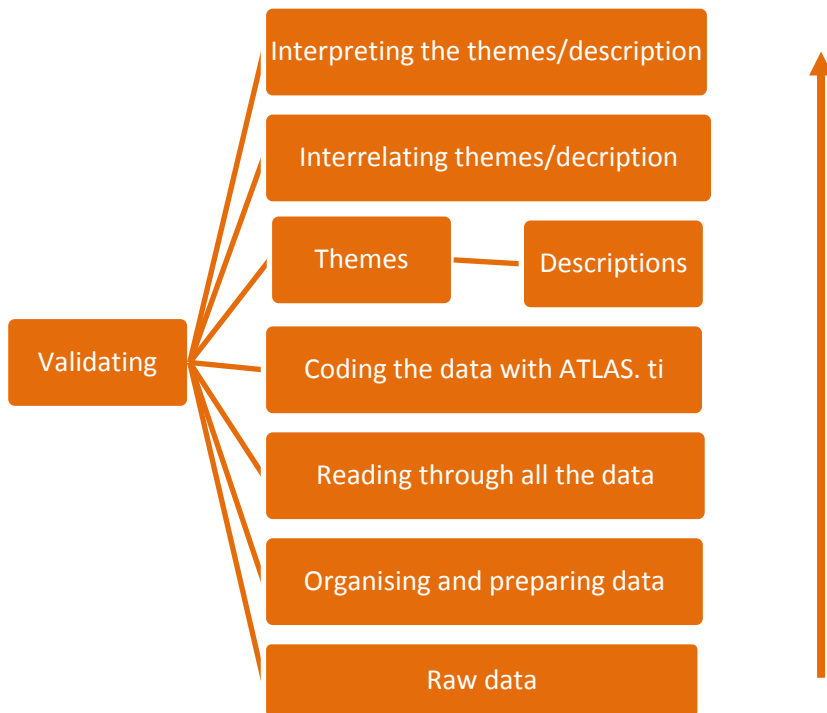 Interpreting the themes/description
Interrelating themes/decription
Themes
Descriptions
Validating
Coding the data with ATLAS. ti
Reading through all the data
Organising and preparing data
Raw data